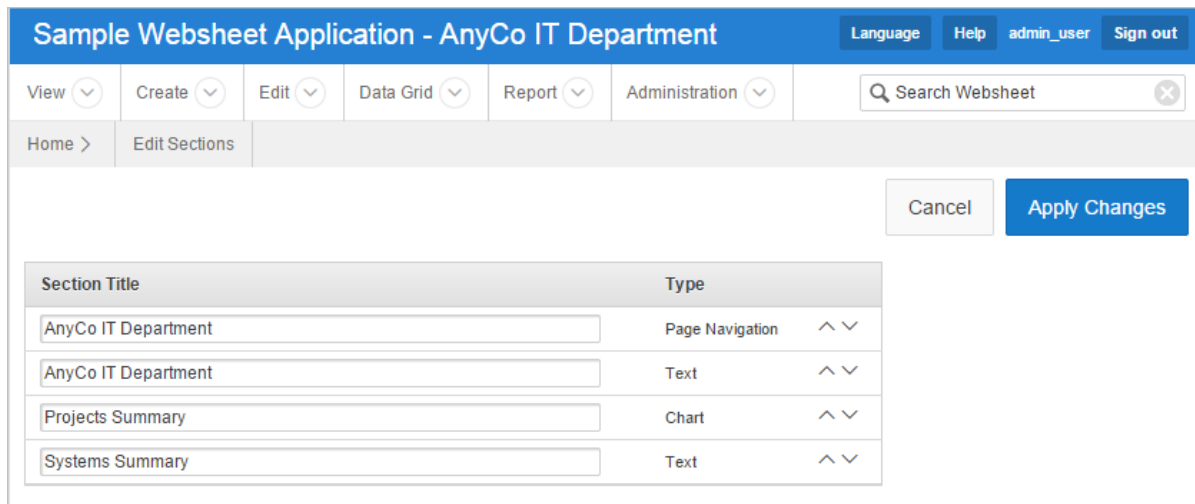 Sample Websheet Application - AnyCo IT Department Language Help admin_user Sign out
View Create Edit Data Grid Report Administration Search Websheet
Home > Edit Sections
Cancel Apply Changes
Section Title Type
AnyCo IT Department Page Navigation
AnyCo IT Department Text
Projects Summary Chart
Systems Summary Text